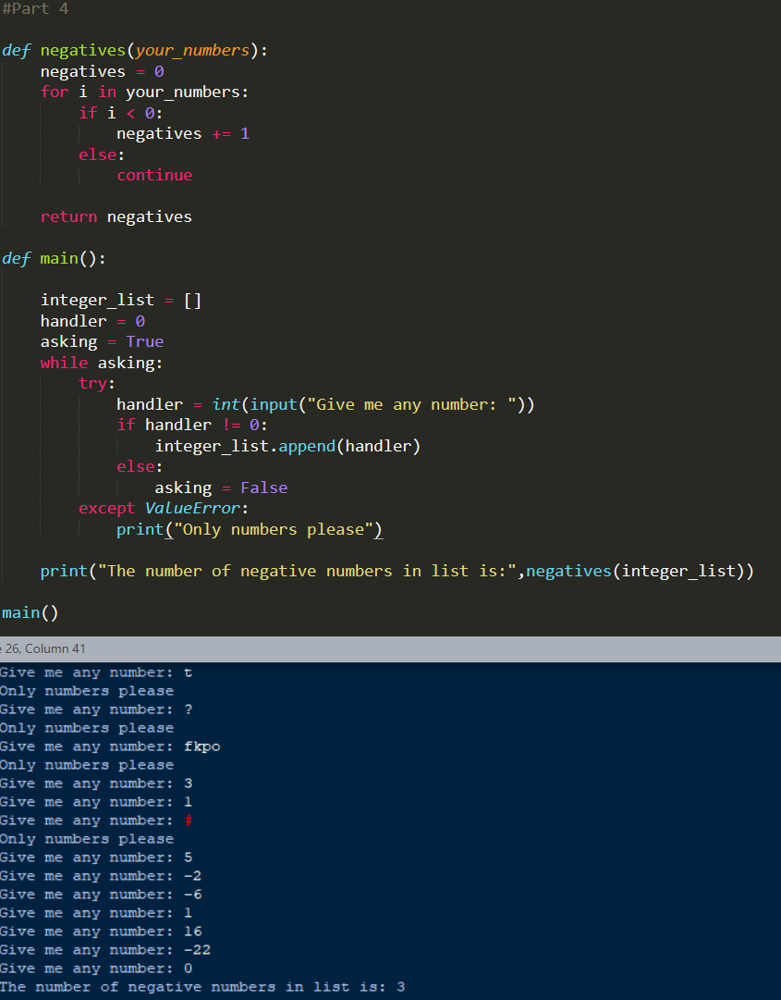 #Part 4
def negatives(your_numbers):
    negatives = 0
    for i in your_numbers:
        if i < 0:
            negatives += 1
        else:
            continue
    return negatives
def main():
    integer_list = []
    handler = 0
    asking = True
    while asking:
        try:
            handler = int(input("Give me any number: "))
            if handler != 0:
                integer_list.append(handler)
            else:
                asking = False
        except ValueError:
            print("Only numbers please")
    print("The number of negative numbers in list is:",negatives(integer_list))
main()
e 26, Column 41
Give me any number: t
Only numbers please
Give me any number: ?
Only numbers please
Give me any number: fkpo
Only numbers please
Give me any number: 3
Give me any number: 1
Give me any number: #
Only numbers please
Give me any number: 5
Give me any number: -2
Give me any number: -6
Give me any number: 1
Give me any number: 16
Give me any number: -22
Give me any number: 0
The number of negative numbers in list is: 3